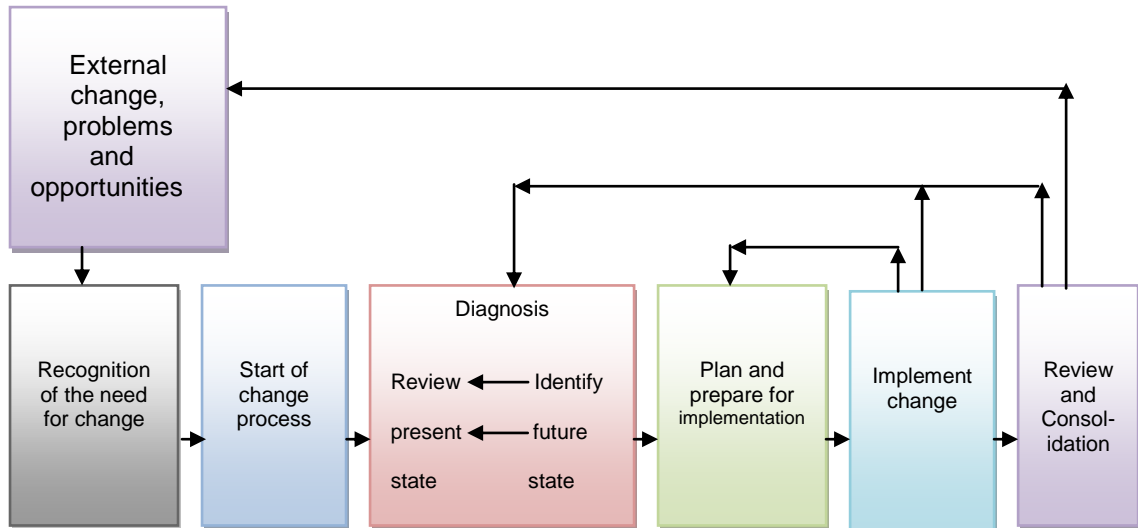 External
change,
problems
and
opportunities
Recognition
of the need
for change
Start of
change
process
Diagnosis
Review Identify
present future
state state
Plan and
prepare for
implementation
Implement
change
Review
and
Consol-
idation